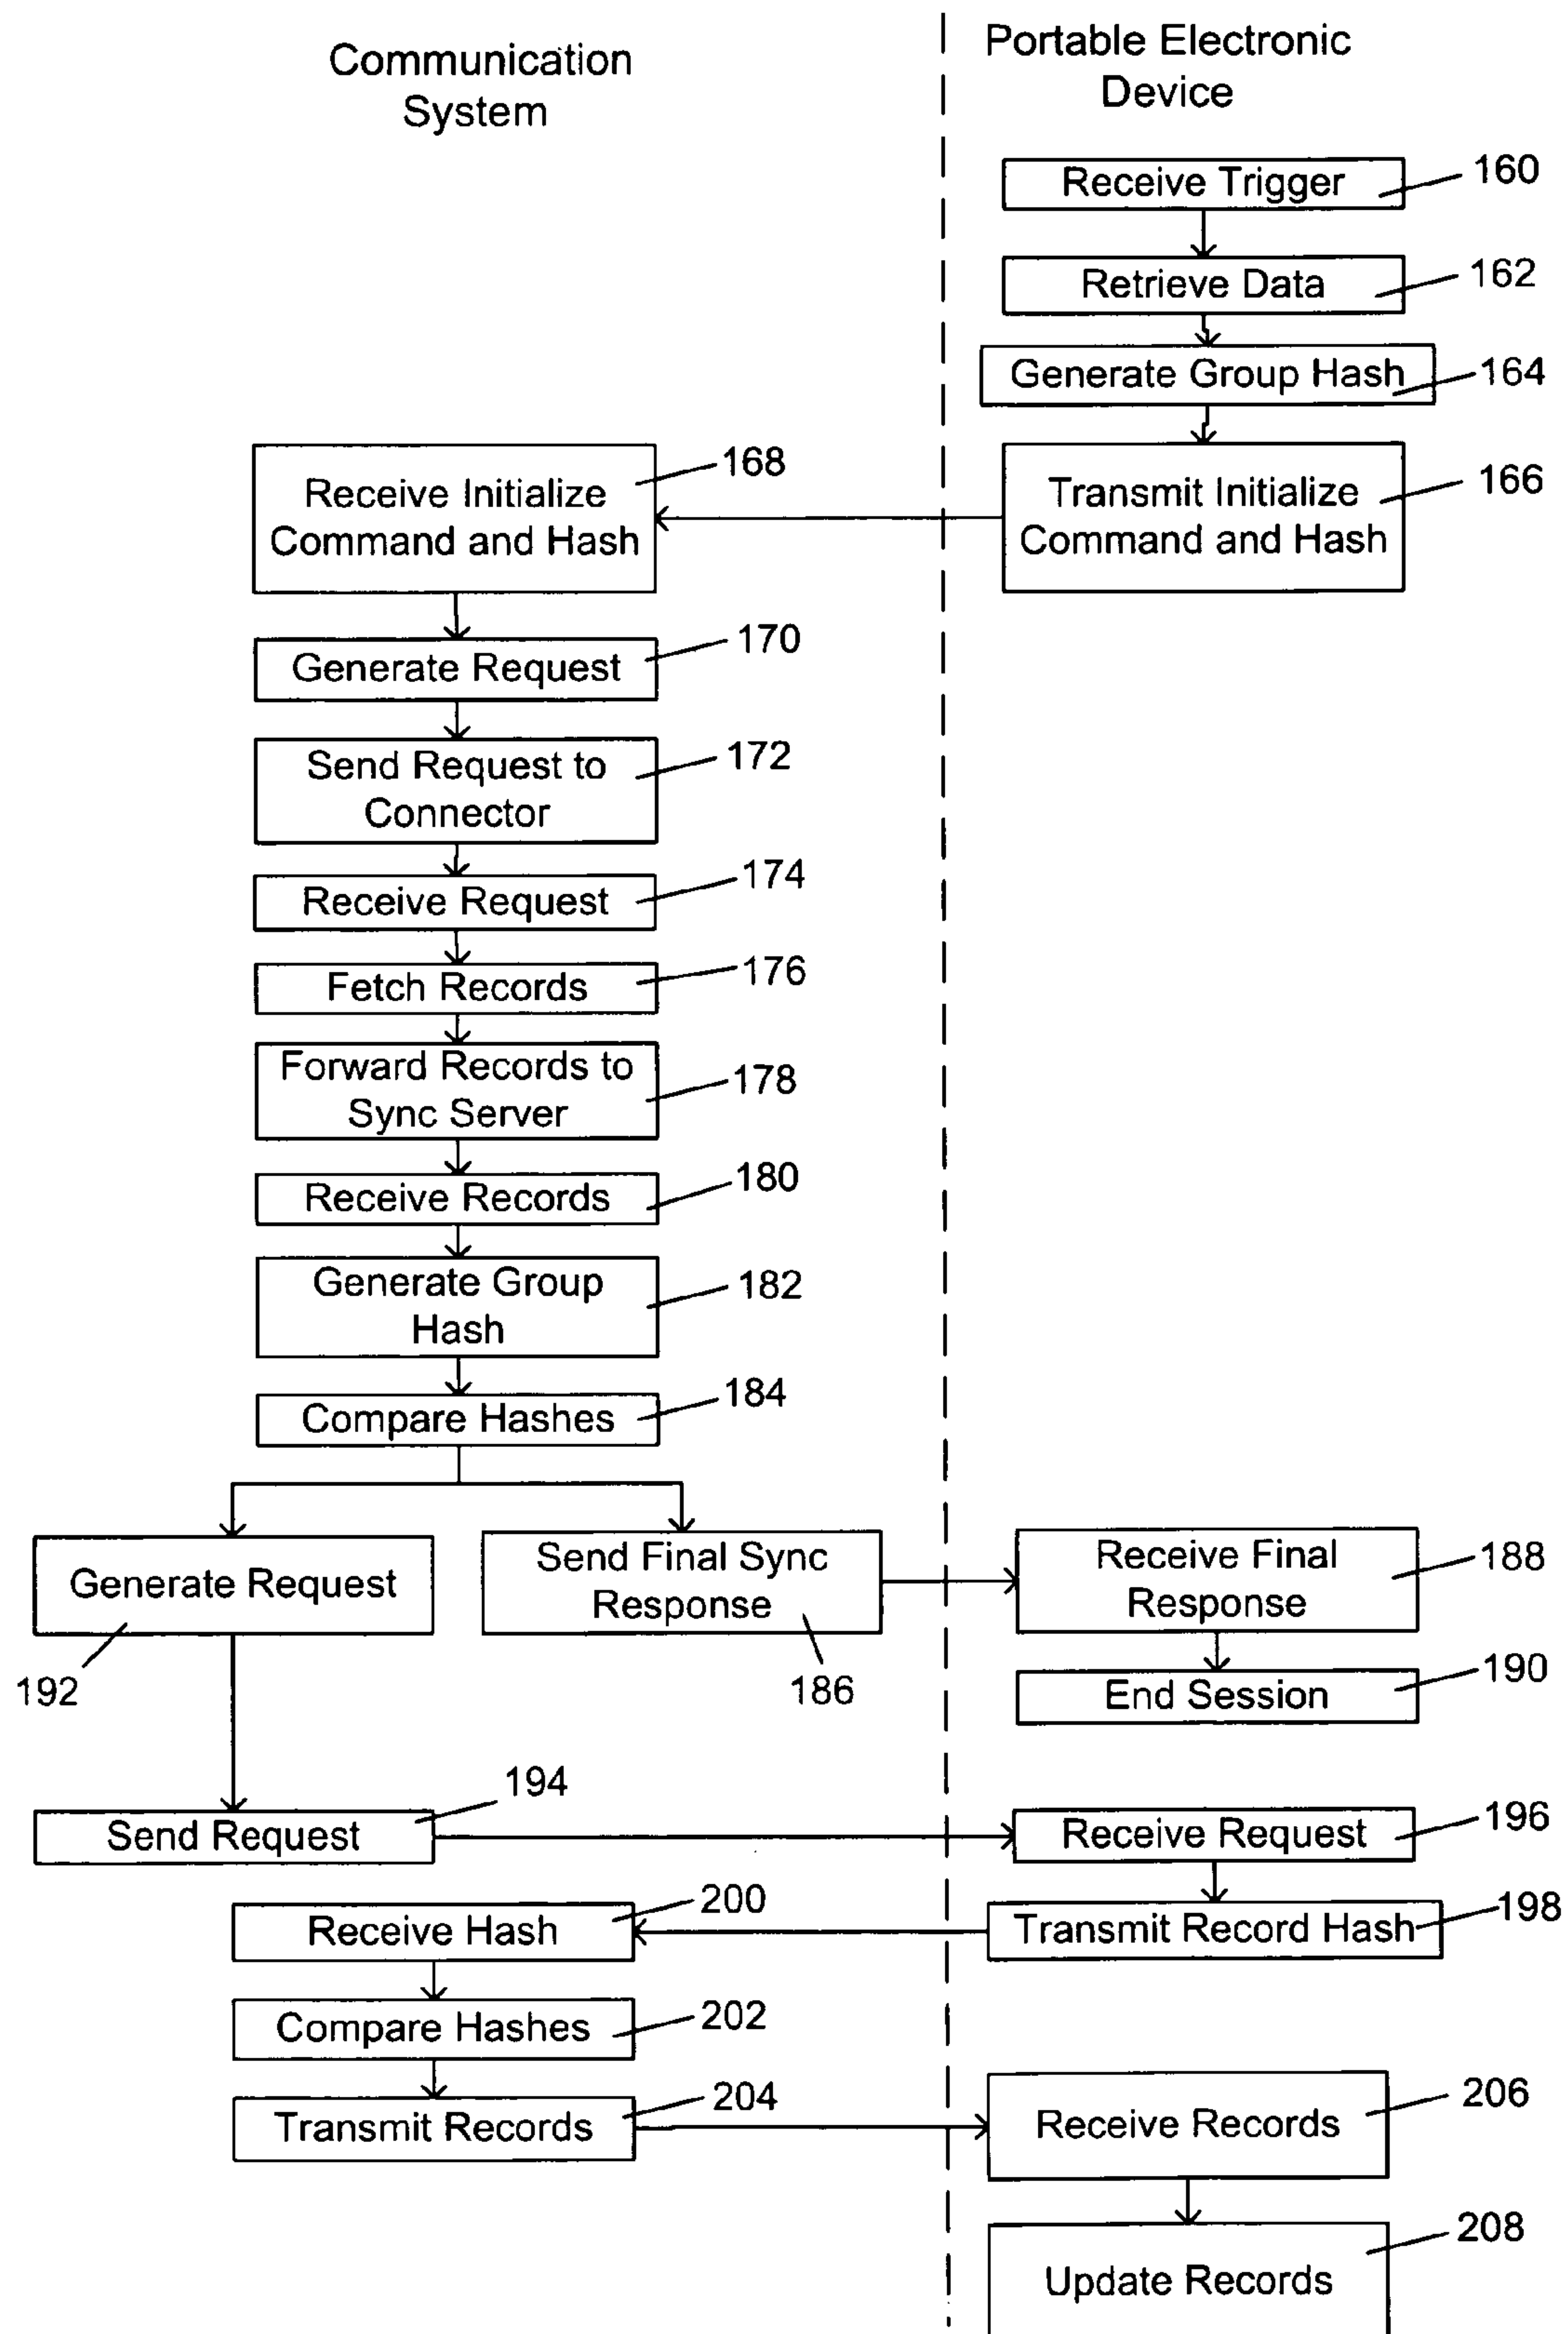 Communication
System
Portable Electronic
Device
Receive Trigger
160
Retrieve Data
162
Generate Group Hash
164
Transmit Initialize
Command and Hash
166
Receive Initialize
Command and Hash
168
Generate Request
170
Send Request to
Connector
172
Receive Request
174
Fetch Records
176
Forward Records to
Sync Server
178
Receive Records
180
Generate Group
Hash
182
Compare Hashes
184
Generate Request
192
Send Final Sync
Response
186
Receive Final
Response
188
End Session
190
Send Request
194
Receive Request
196
Transmit Record Hash
198
Receive Hash
200
Compare Hashes
202
Transmit Records
204
Receive Records
206
Update Records
208